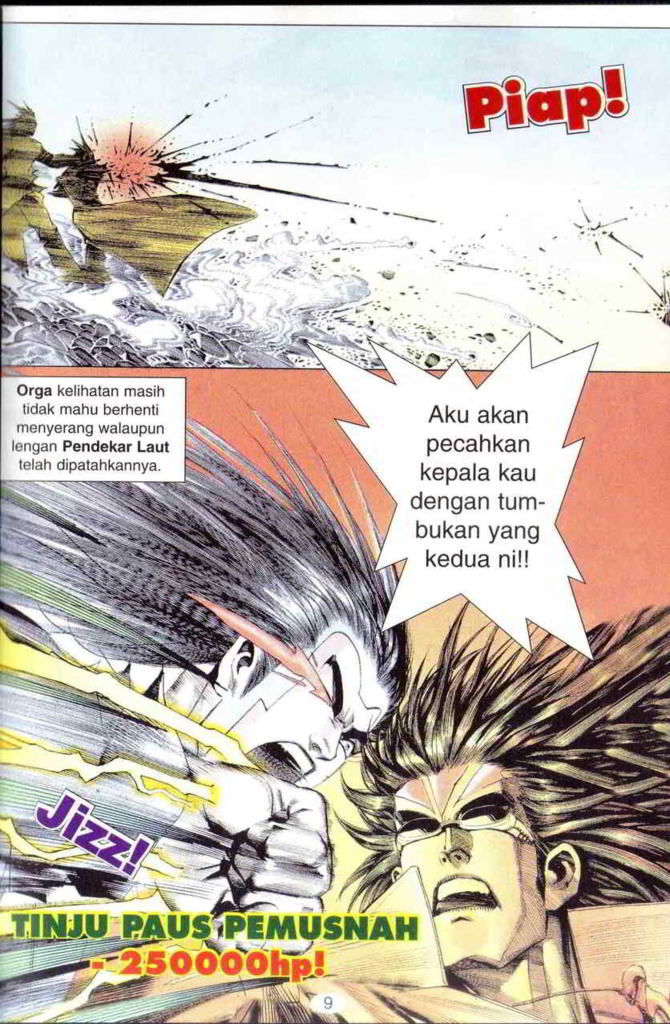 Piap!
Orga kelihatan masih
tidak mahu berhenti
menyerang walaupun
lengan Pendekar Laut
telah dipatahkannya.
Aku akan
pecahkan
kepala kau
dengan tum-
bukan yang
kedua ni!!
Jizz!
TINJU PAUS PEMUSNAH
- 250000hp!
9